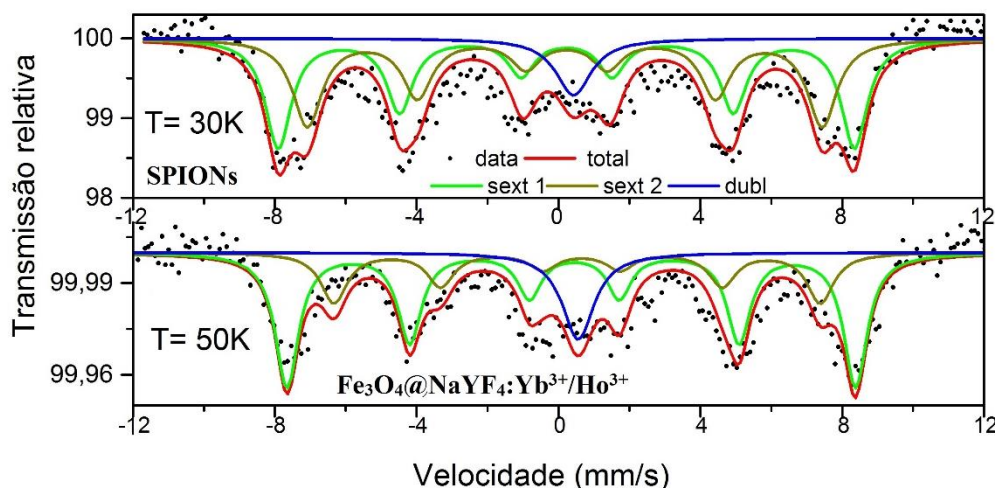 Transmissão relativa
100
99
98
T= 30K
SPIONs
data total
sext 1 sext 2 dubl
-12 -8 -4 0 4 8 12
99,99
99,96
T= 50K
Fe₃O₄@NaYF₄:Yb³⁺/Ho³⁺
-12 -8 -4 0 4 8 12
Velocidade (mm/s)